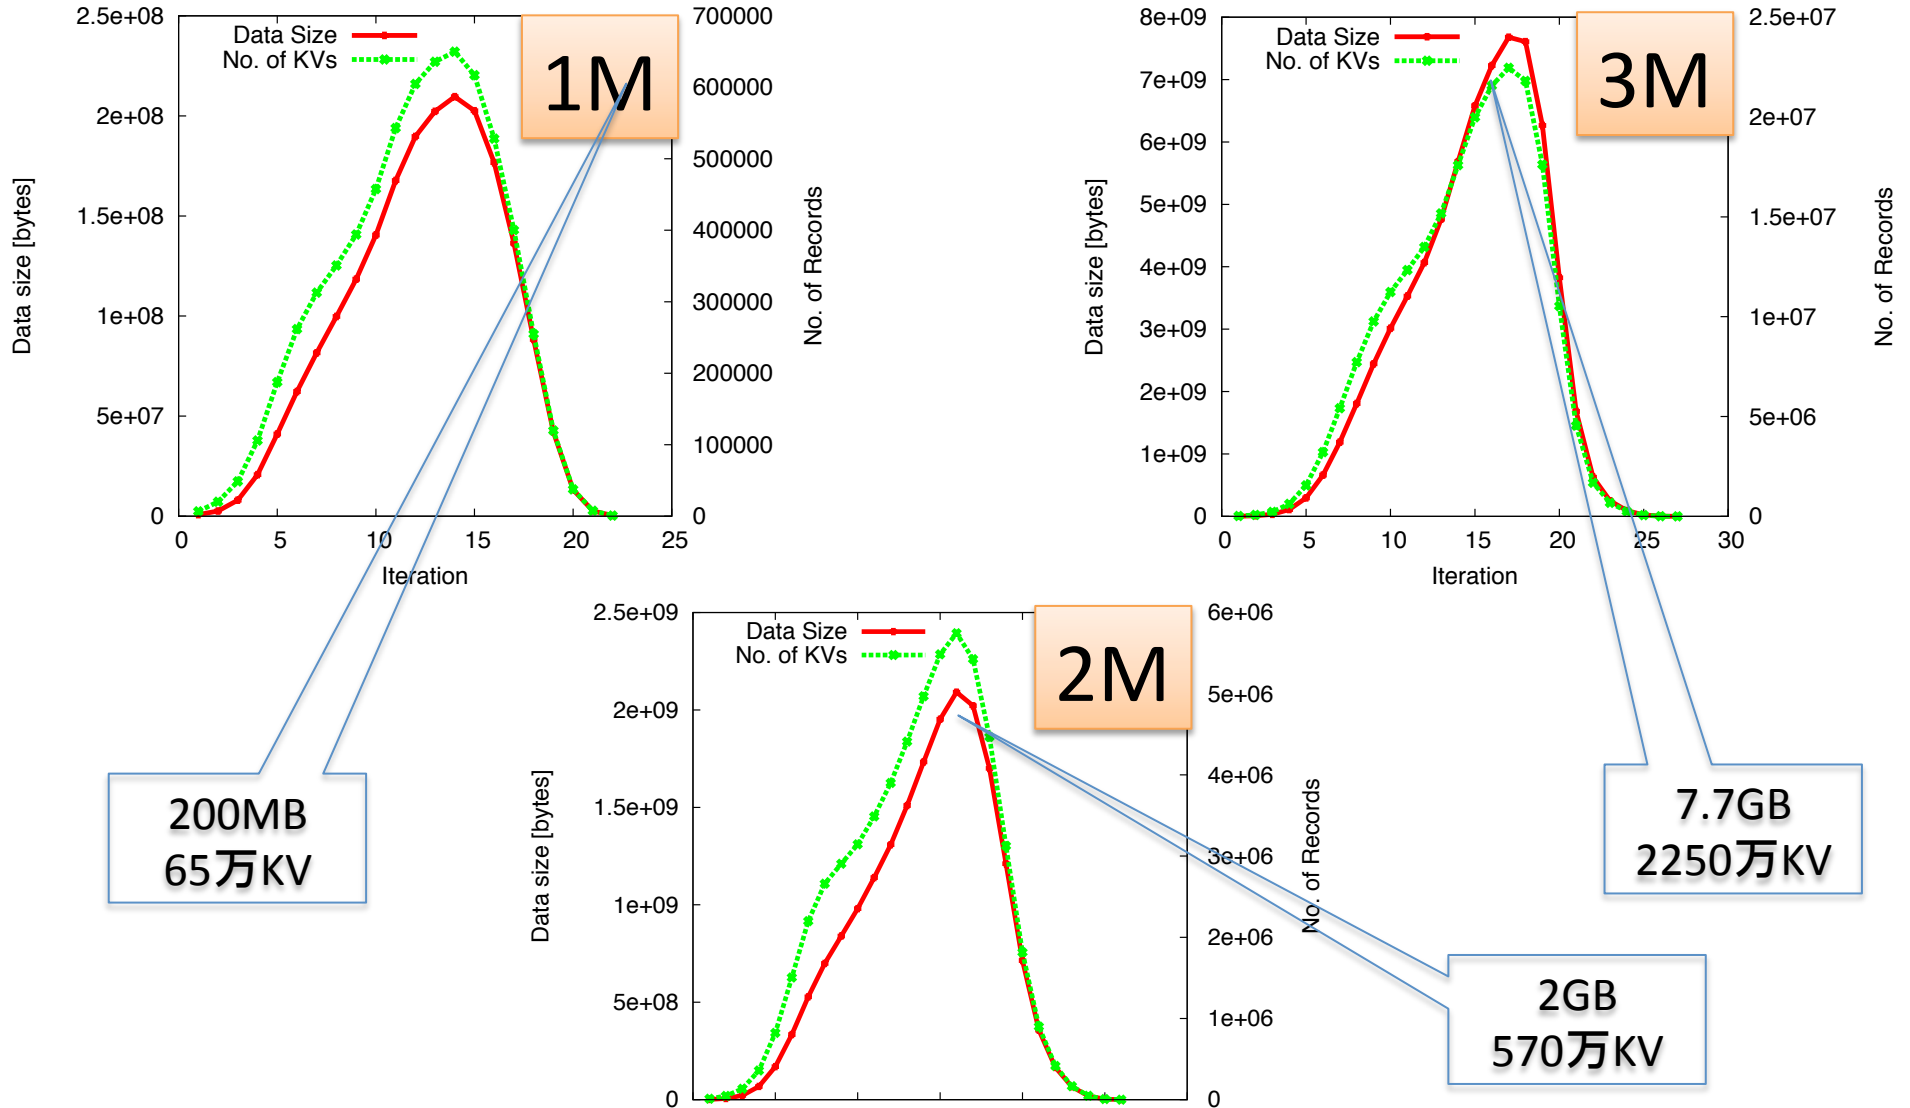 2.5e+08
2e+08
1.5e+08
1e+08
5e+07
0
Data size [bytes]
Data Size
No. of KVs
1M
700000
600000
500000
400000
300000
200000
100000
0
No. of Records
0 5 10 15 20 25
Iteration
8e+09
7e+09
6e+09
5e+09
4e+09
3e+09
2e+09
1e+09
0
Data size [bytes]
Data Size
No. of KVs
3M
2.5e+07
2e+07
1.5e+07
1e+07
5e+06
0
No. of Records
0 5 10 15 20 25 30
Iteration
2.5e+09
2e+09
1.5e+09
1e+09
5e+08
0
Data size [bytes]
Data Size
No. of KVs
2M
6e+06
5e+06
4e+06
3e+06
2e+06
1e+06
0
No. of Records
200MB
65万KV
7.7GB
2250万KV
2GB
570万KV